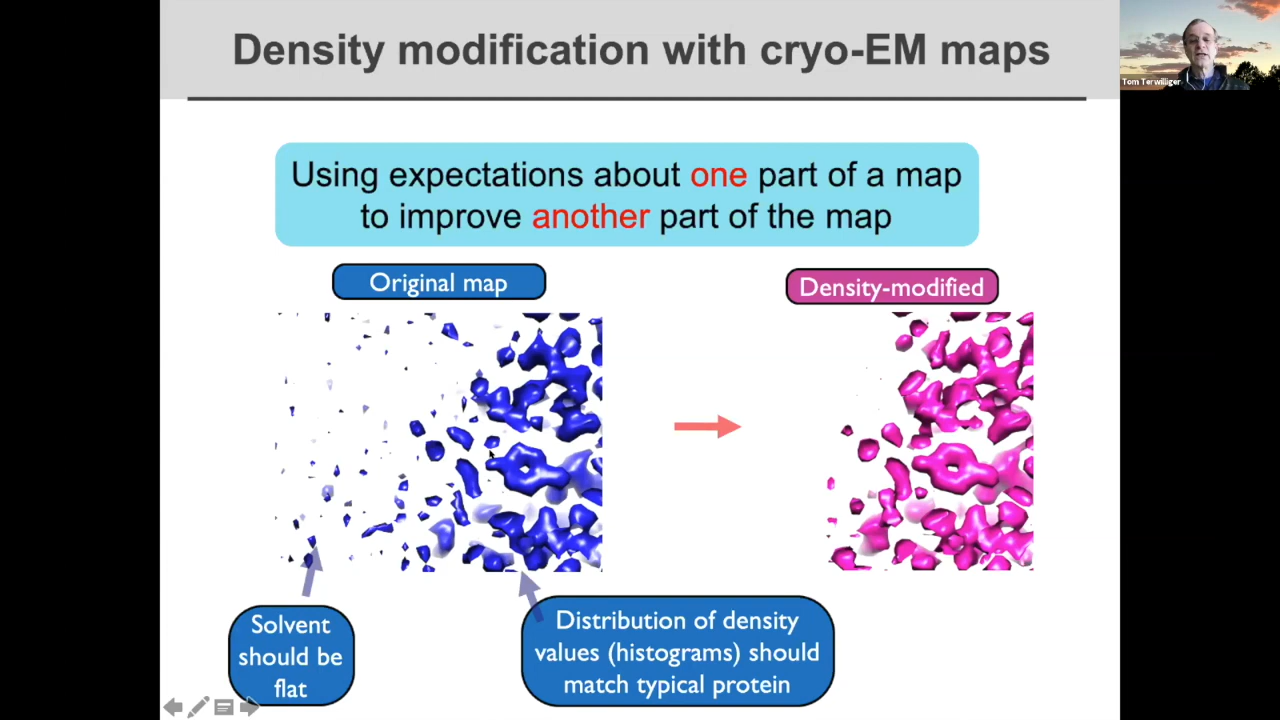 Density modification with cryo-EM maps
Tom Terwilliger
Using expectations about one part of a map
to improve another part of the map
Original map
Density-modified
Solvent
should be
flat
Distribution of density
values (histograms) should
match typical protein